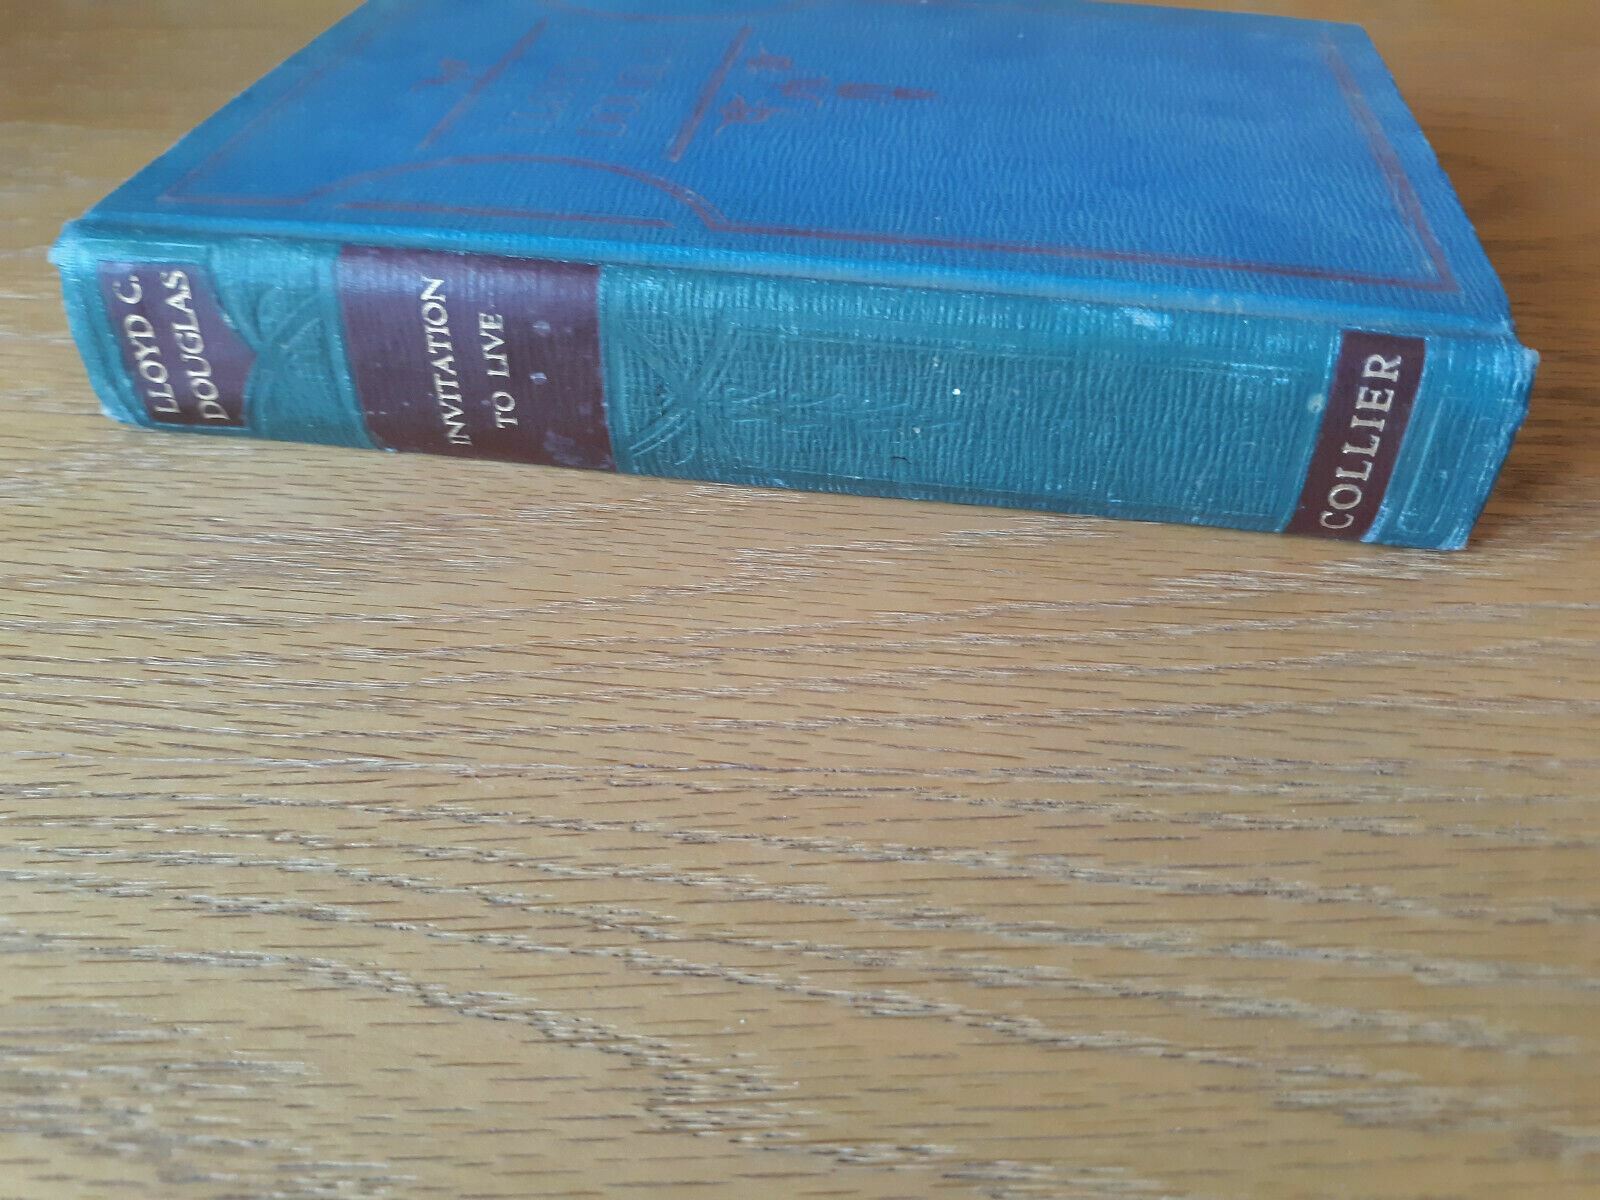 LLOYD C.
DOUGLAS
INVITATION
TO LIVE
COLLIER